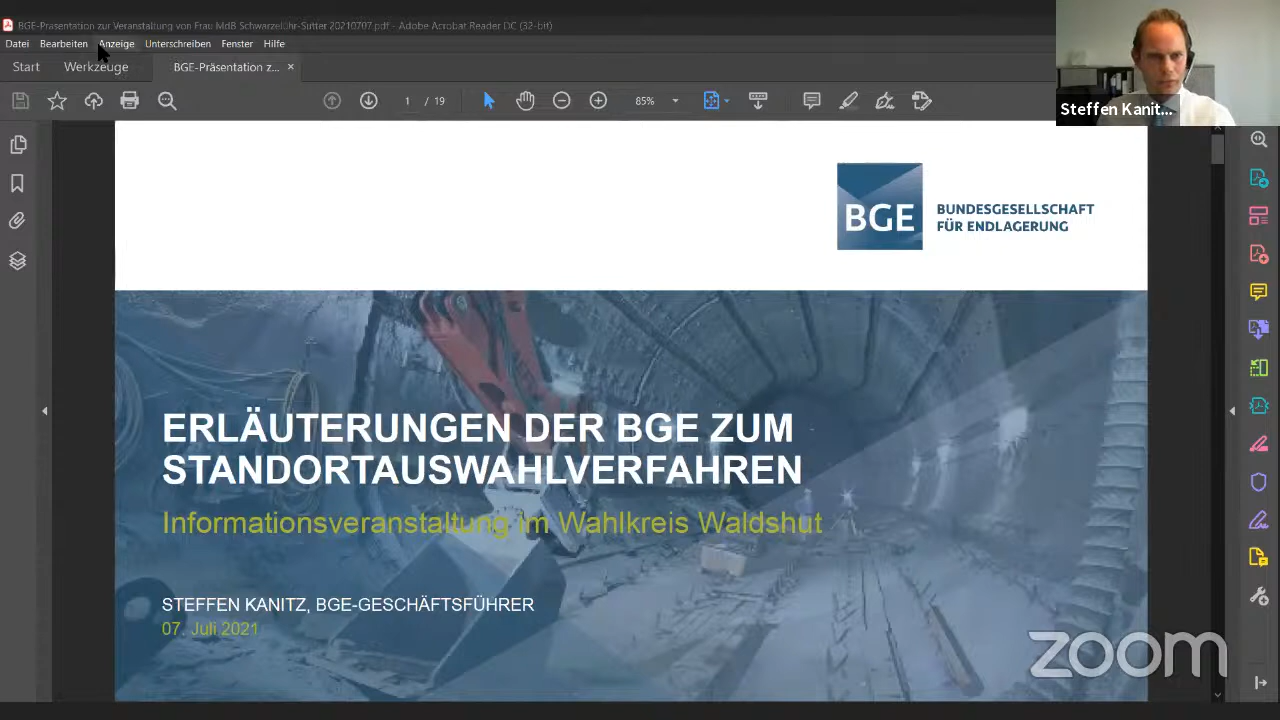 BGE-Präsentation zur Veranstaltung von Frau MdB Schwarzelühr-Sutter 20210707.pdf - Adobe Acrobat Reader DC (32-bit)
Datei Bearbeiten Anzeige Unterschreiben Fenster Hilfe
Start Werkzeuge BGE-Präsentation z... ×
1 / 19 85%
Steffen Kanit...
BGE BUNDESGESELLSCHAFT
FÜR ENDLAGERUNG
ERLÄUTERUNGEN DER BGE ZUM
STANDORTAUSWAHLVERFAHREN
Informationsveranstaltung im Wahlkreis Waldshut
STEFFEN KANITZ, BGE-GESCHÄFTSFÜHRER
07. Juli 2021
zoom